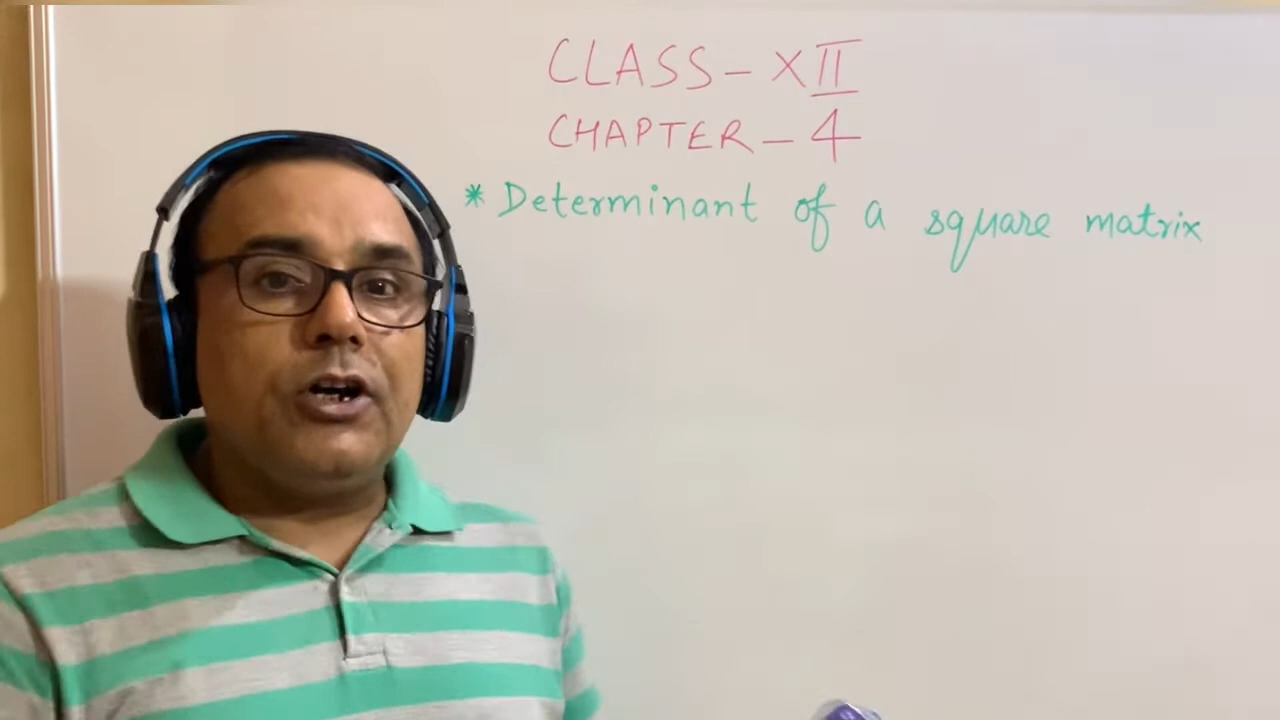 CLASS - XII
CHAPTER - 4
* Determinant of a square matrix